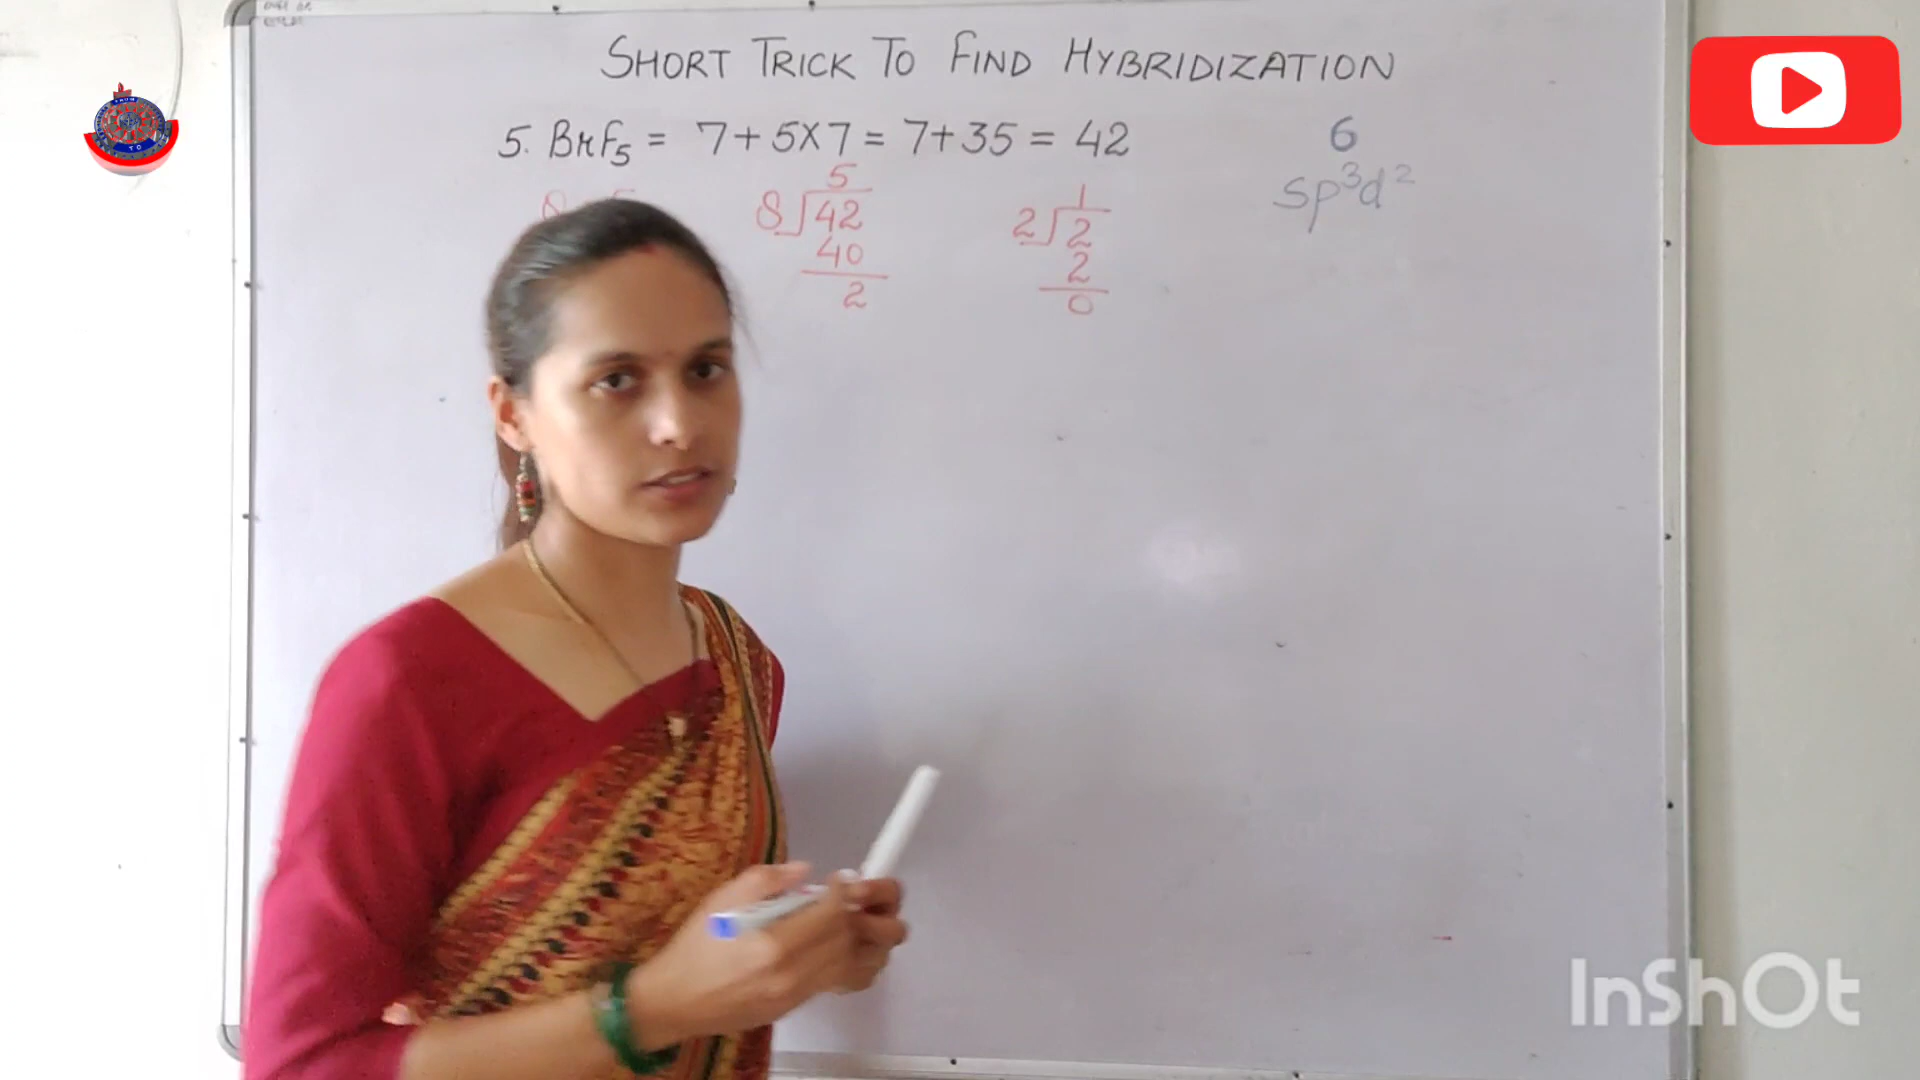 SHORT TRICK TO FIND HYBRIDIZATION
5. BrF5 = 7+5X7 = 7+35 = 42
6
sp³d²
5
8 42
40
2
1
2 2
2
0
InShOt